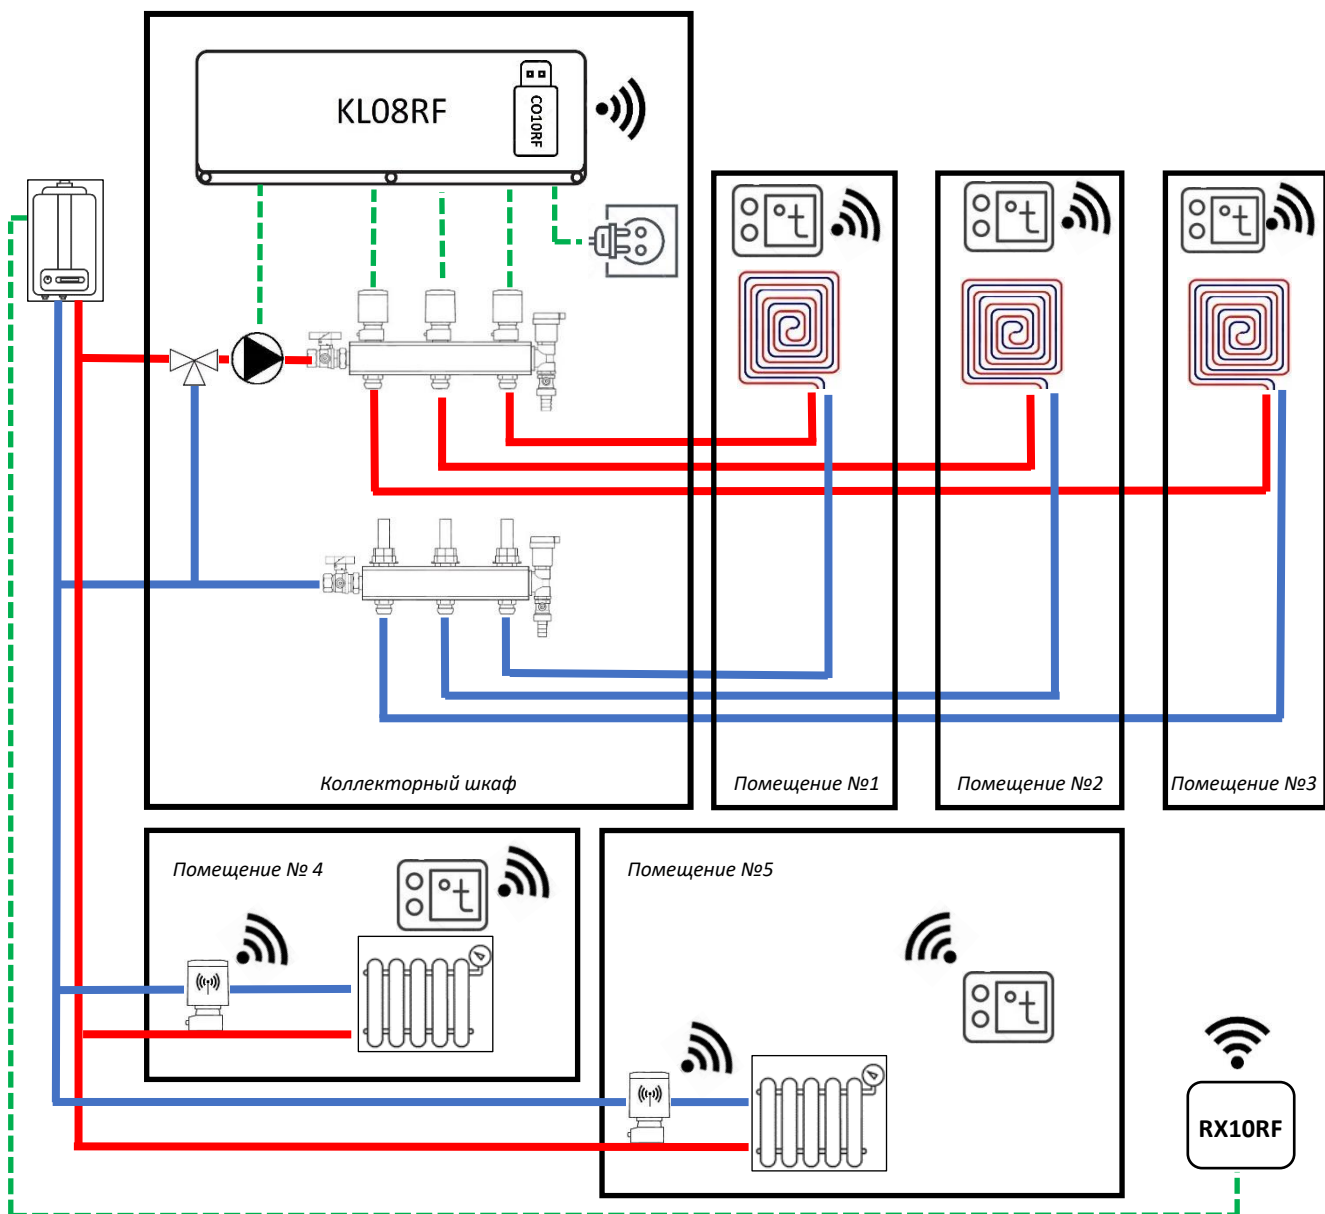 KL08RF
CO10RF
°t
°t
°t
Коллекторный шкаф
Помещение №1
Помещение №2
Помещение №3
Помещение № 4
°t
Помещение №5
°t
RX10RF